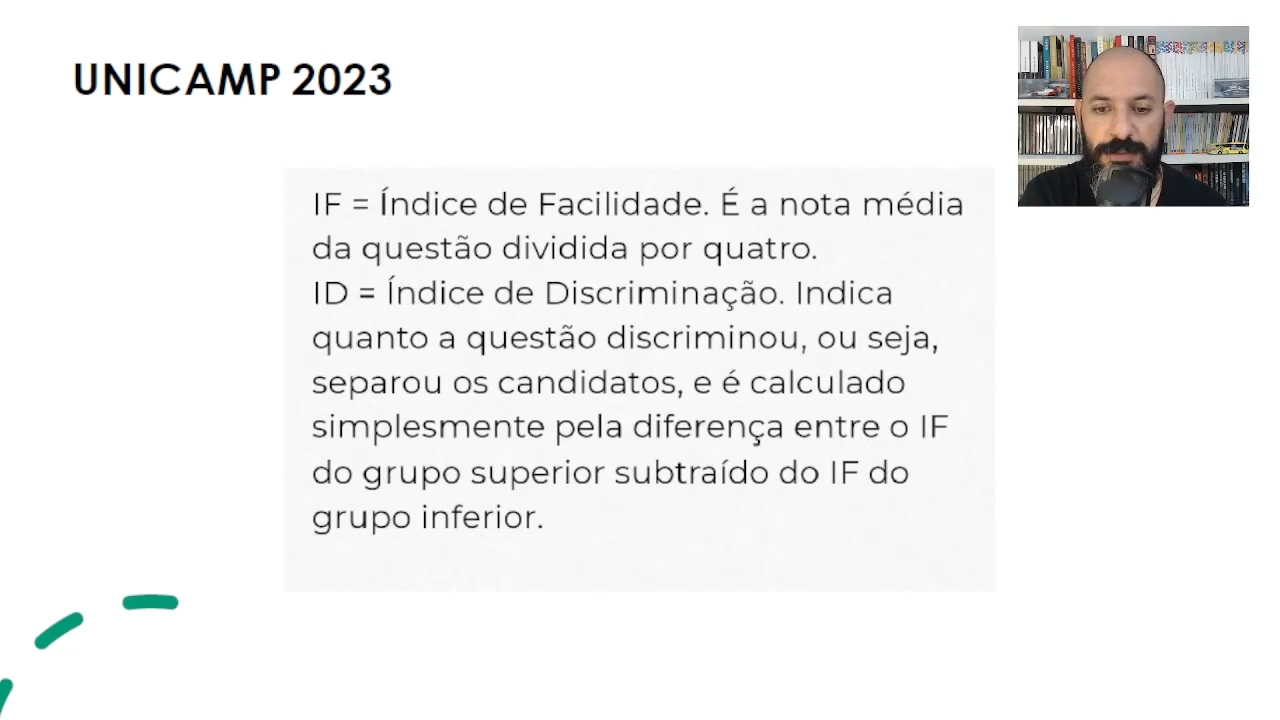 UNICAMP 2023
IF = Índice de Facilidade. É a nota média
da questão dividida por quatro.
ID = Índice de Discriminação. Indica
quanto a questão discriminou, ou seja,
separou os candidatos, e é calculado
simplesmente pela diferença entre o IF
do grupo superior subtraído do IF do
grupo inferior.